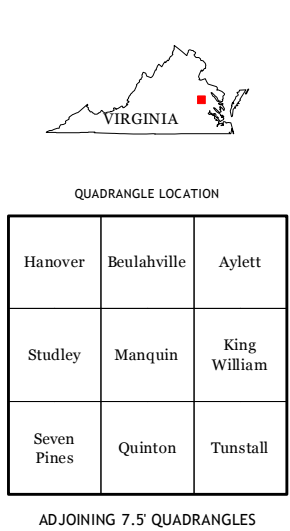 VIRGINIA
QUADRANGLE LOCATION
Hanover Beulahville Aylett
Studley Manquin King
William
Seven
Pines Quinton Tunstall
ADJOINING 7.5' QUADRANGLES